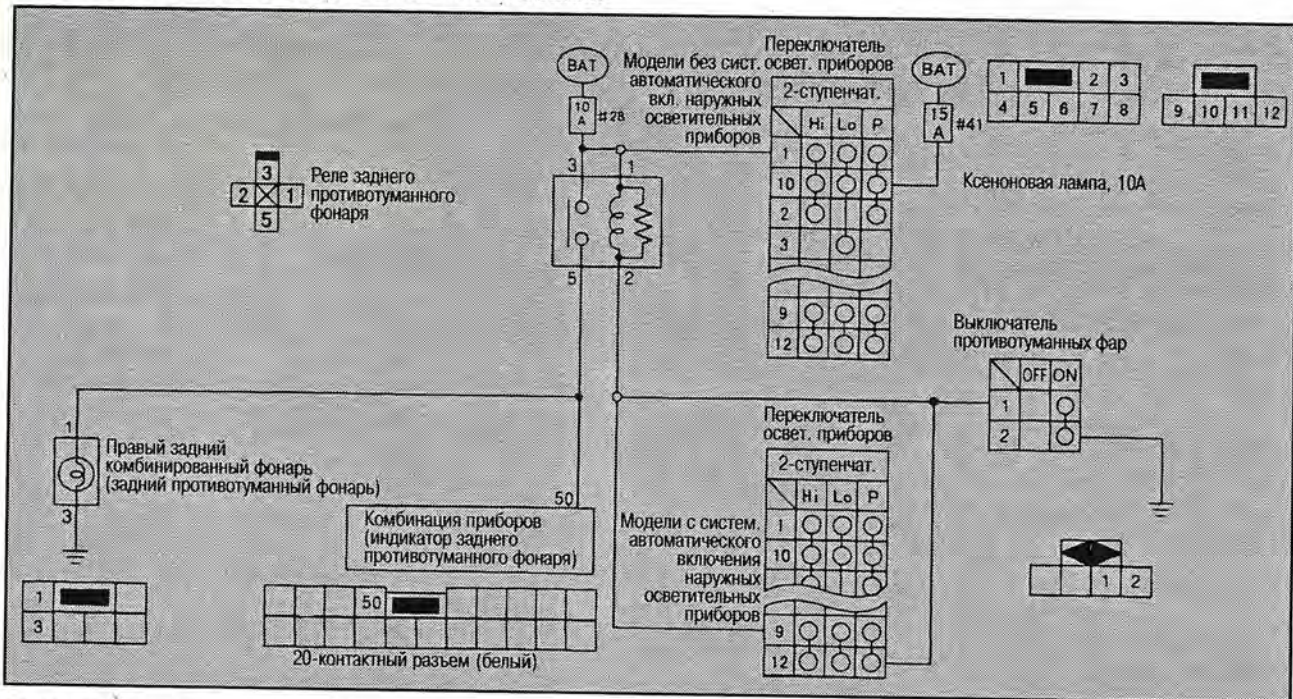 BAT
10
A
#28
Модели без сист.
автоматического
вкл. наружных
осветительных
приборов
Переключатель
освет. приборов
2-ступенчат.
Hi Lo P
1
10
2
3
9
12
BAT
15
A
#41
1 2 3
4 5 6 7 8
9 10 11 12
Ксеноновая лампа, 10А
3
2 1
5
Реле заднего
противотуманного
фонаря
3 1
5 2
Выключатель
противотуманных фар
OFF ON
1
2
1
Правый задний
комбинированный фонарь
(задний противотуманный фонарь)
3
50
Комбинация приборов
(индикатор заднего
противотуманного фонаря)
Переключатель
освет. приборов
2-ступенчат.
Hi Lo P
1
10
9
12
Модели с систем.
автоматического
включения
наружных
осветительных
приборов
1 2
1
3
50
20-контактный разъем (белый)